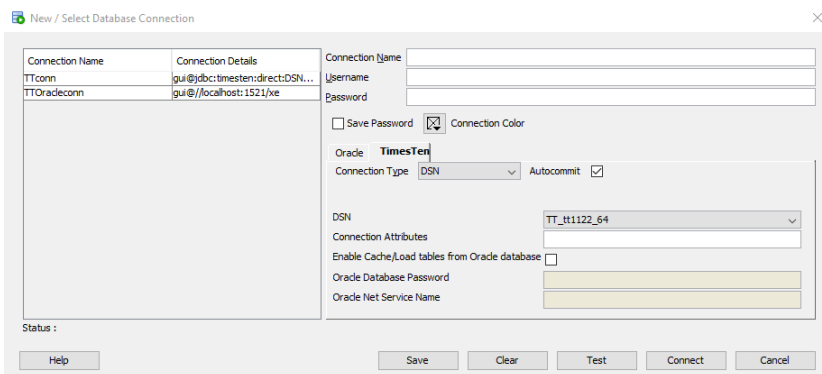 New / Select Database Connection
Connection Name Connection Details
TTconn gui@jdbc:timesten:direct:DSN...
TTOracleconn gui@//localhost:1521/xe
Connection Name
Username
Password
Save Password Connection Color
Oracle TimesTen
Connection Type DSN Autocommit
DSN TT_tt1122_64
Connection Attributes
Enable Cache/Load tables from Oracle database
Oracle Database Password
Oracle Net Service Name
Status :
Help Save Clear Test Connect Cancel